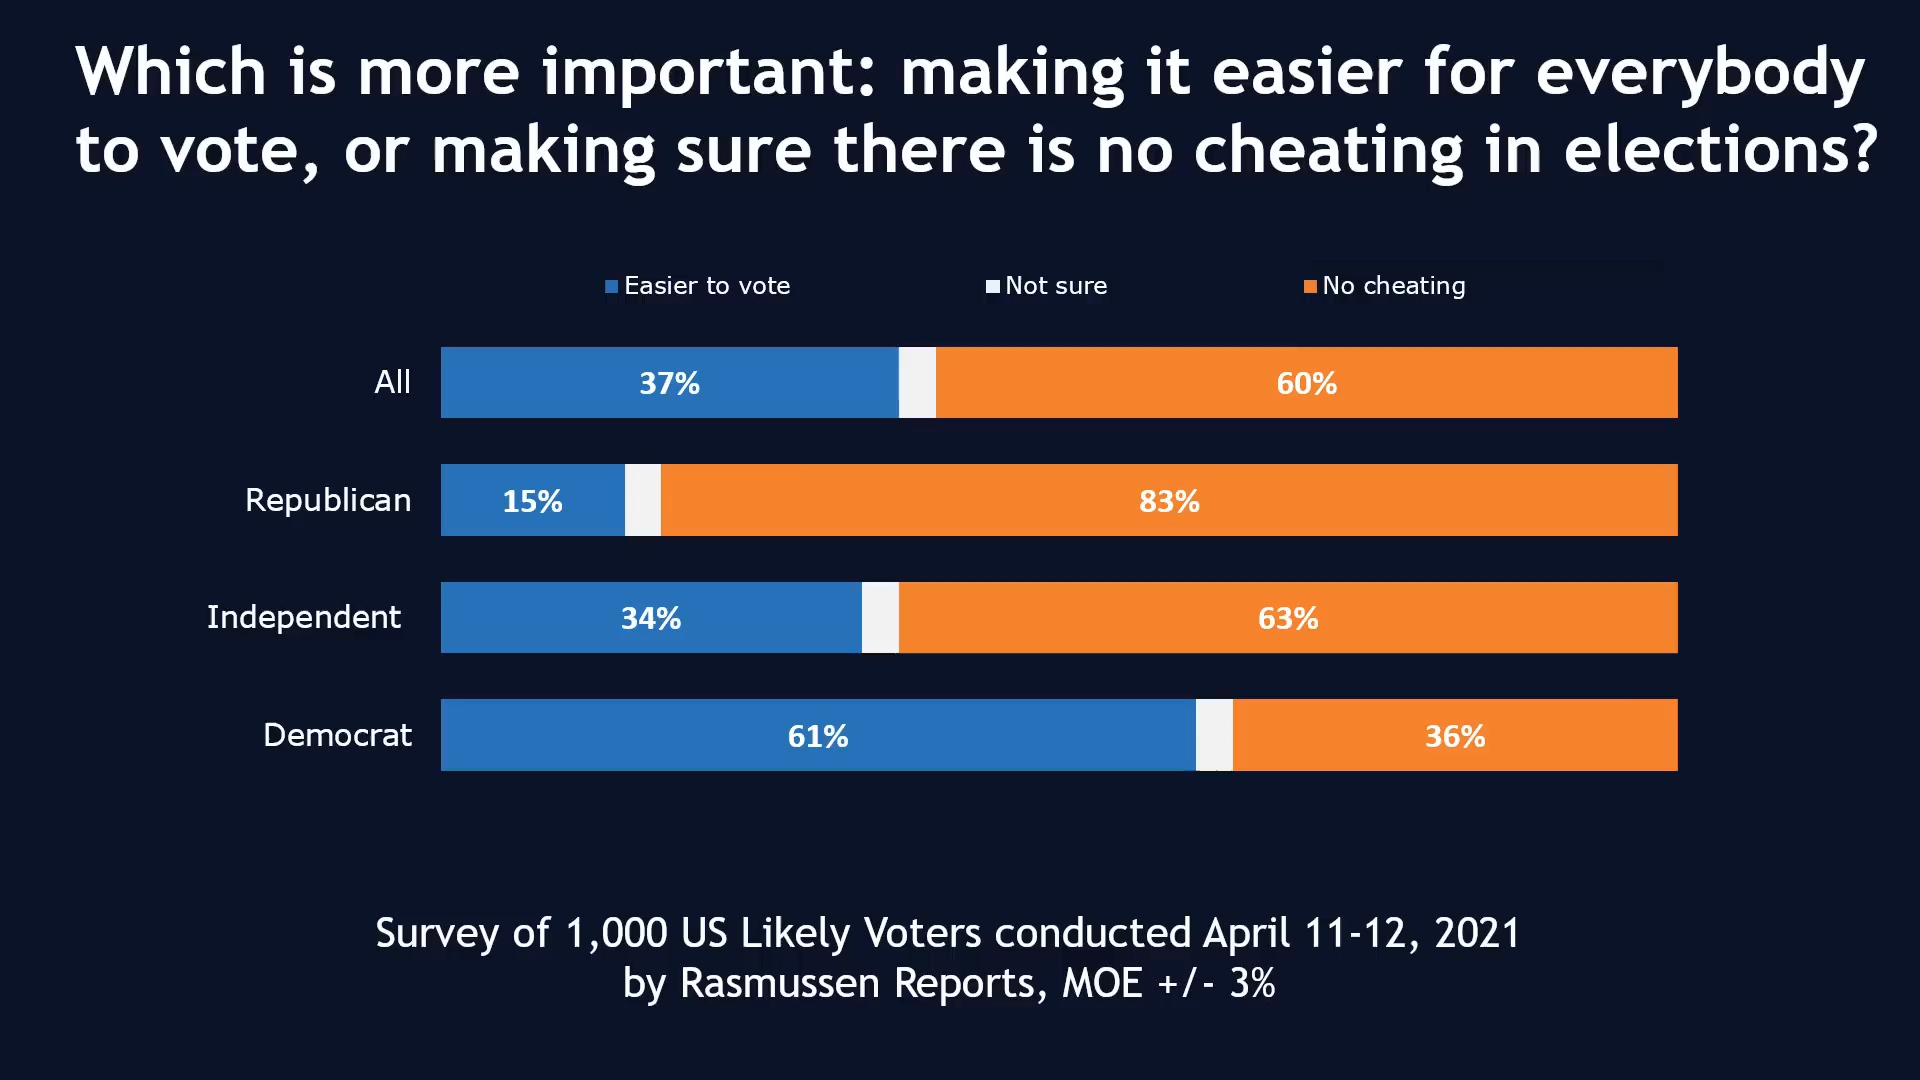 Which is more important: making it easier for everybody
to vote, or making sure there is no cheating in elections?
Easier to vote
Not sure
No cheating
All
37%
60%
Republican
15%
83%
Independent
34%
63%
Democrat
61%
36%
Survey of 1,000 US Likely Voters conducted April 11-12, 2021
by Rasmussen Reports, MOE +/- 3%